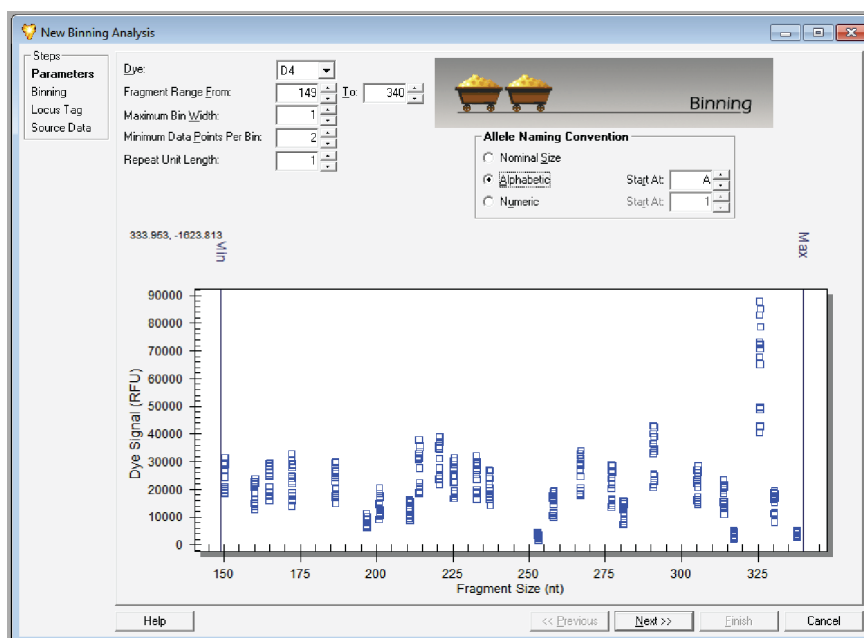 New Binning Analysis
Steps
Parameters
Binning
Locus Tag
Source Data
Dye: D4
Fragment Range From: 149 To: 340
Maximum Bin Width: 1
Minimum Data Points Per Bin: 2
Repeat Unit Length: 1
Binning
Allele Naming Convention
Nominal Size
Alphabetic Start At: A
Numeric Start At: 1
333.953, -1623.813
Min
Max
90000
80000
70000
60000
50000
40000
30000
20000
10000
0
Dye Signal (RFU)
150 175 200 225 250 275 300 325
Fragment Size (nt)
Help << Previous Next >> Finish Cancel